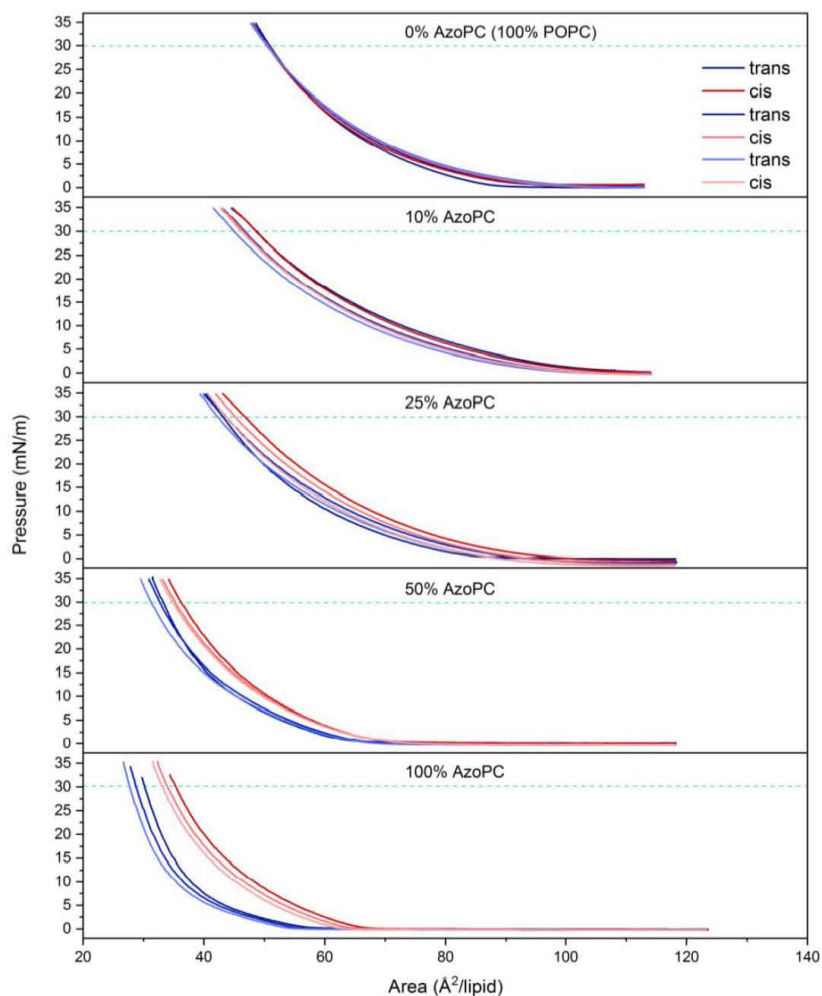 0% AzoPC (100% POPC)
trans
cis
trans
cis
trans
cis
35
30
25
20
15
10
5
0
10% AzoPC
35
30
25
20
15
10
5
0
25% AzoPC
35
30
25
20
15
10
5
0
50% AzoPC
35
30
25
20
15
10
5
0
100% AzoPC
35
30
25
20
15
10
5
0
Pressure (mN/m)
20 40 60 80 100 120 140
Area (Å²/lipid)